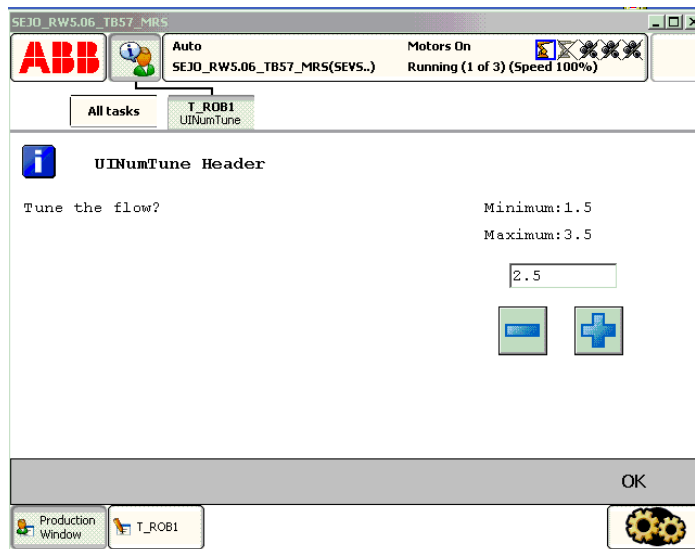 SEJO_RW5.06_TB57_MRS
ABB
Auto
SEJO_RW5.06_TB57_MRS(SEVS..)
Motors On
Running (1 of 3) (Speed 100%)
All tasks
T_ROB1
UINumTune
UINumTune Header
Tune the flow?
Minimum:1.5
Maximum:3.5
2.5
OK
Production
Window
T_ROB1